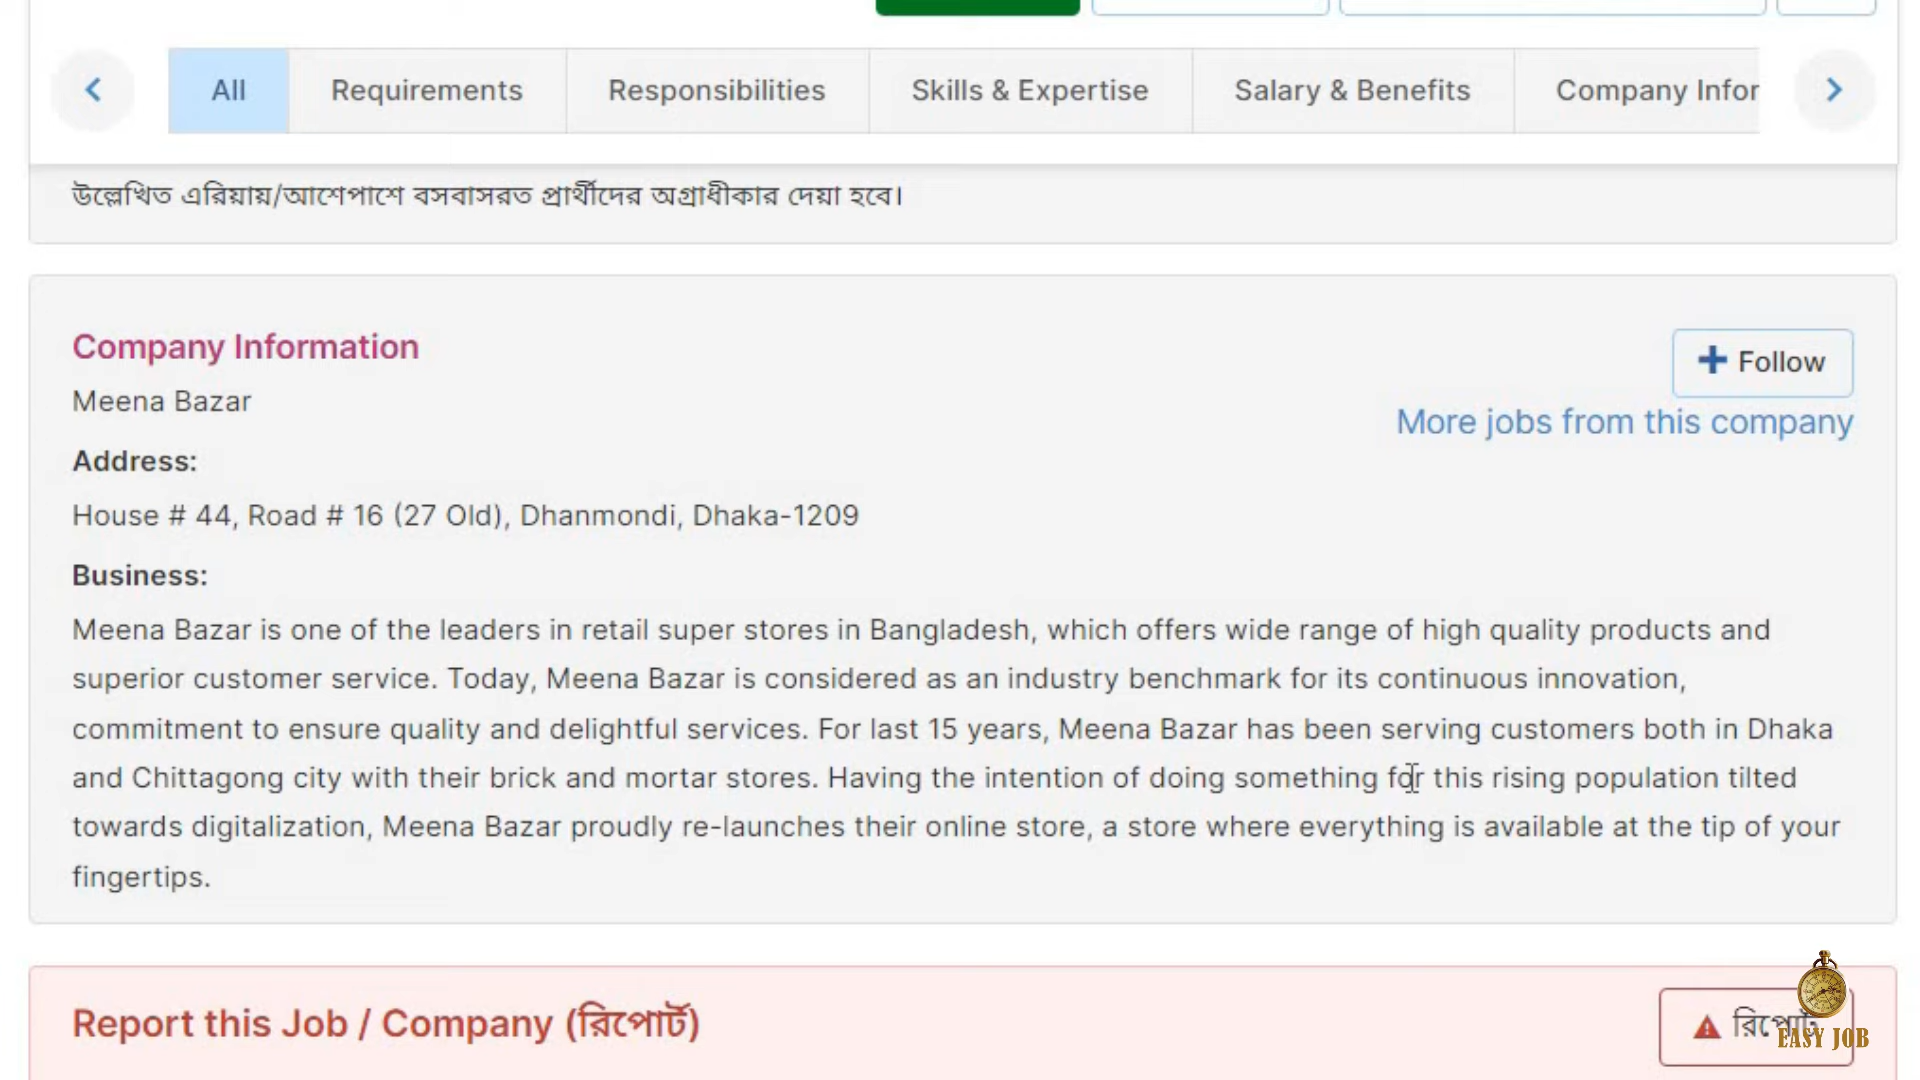 All
Requirements
Responsibilities
Skills & Expertise
Salary & Benefits
Company Infor
উল্লেখিত এরিয়ায়/আশেপাশে বসবাসরত প্রার্থীদের অগ্রাধীকার দেয়া হবে।
Company Information
Follow
Meena Bazar
More jobs from this company
Address:
House # 44, Road # 16 (27 Old), Dhanmondi, Dhaka-1209
Business:
Meena Bazar is one of the leaders in retail super stores in Bangladesh, which offers wide range of high quality products and
superior customer service. Today, Meena Bazar is considered as an industry benchmark for its continuous innovation,
commitment to ensure quality and delightful services. For last 15 years, Meena Bazar has been serving customers both in Dhaka
and Chittagong city with their brick and mortar stores. Having the intention of doing something for this rising population tilted
towards digitalization, Meena Bazar proudly re-launches their online store, a store where everything is available at the tip of your
fingertips.
Report this Job / Company (রিপোর্ট)
রিপোর্ট
EASY JOB